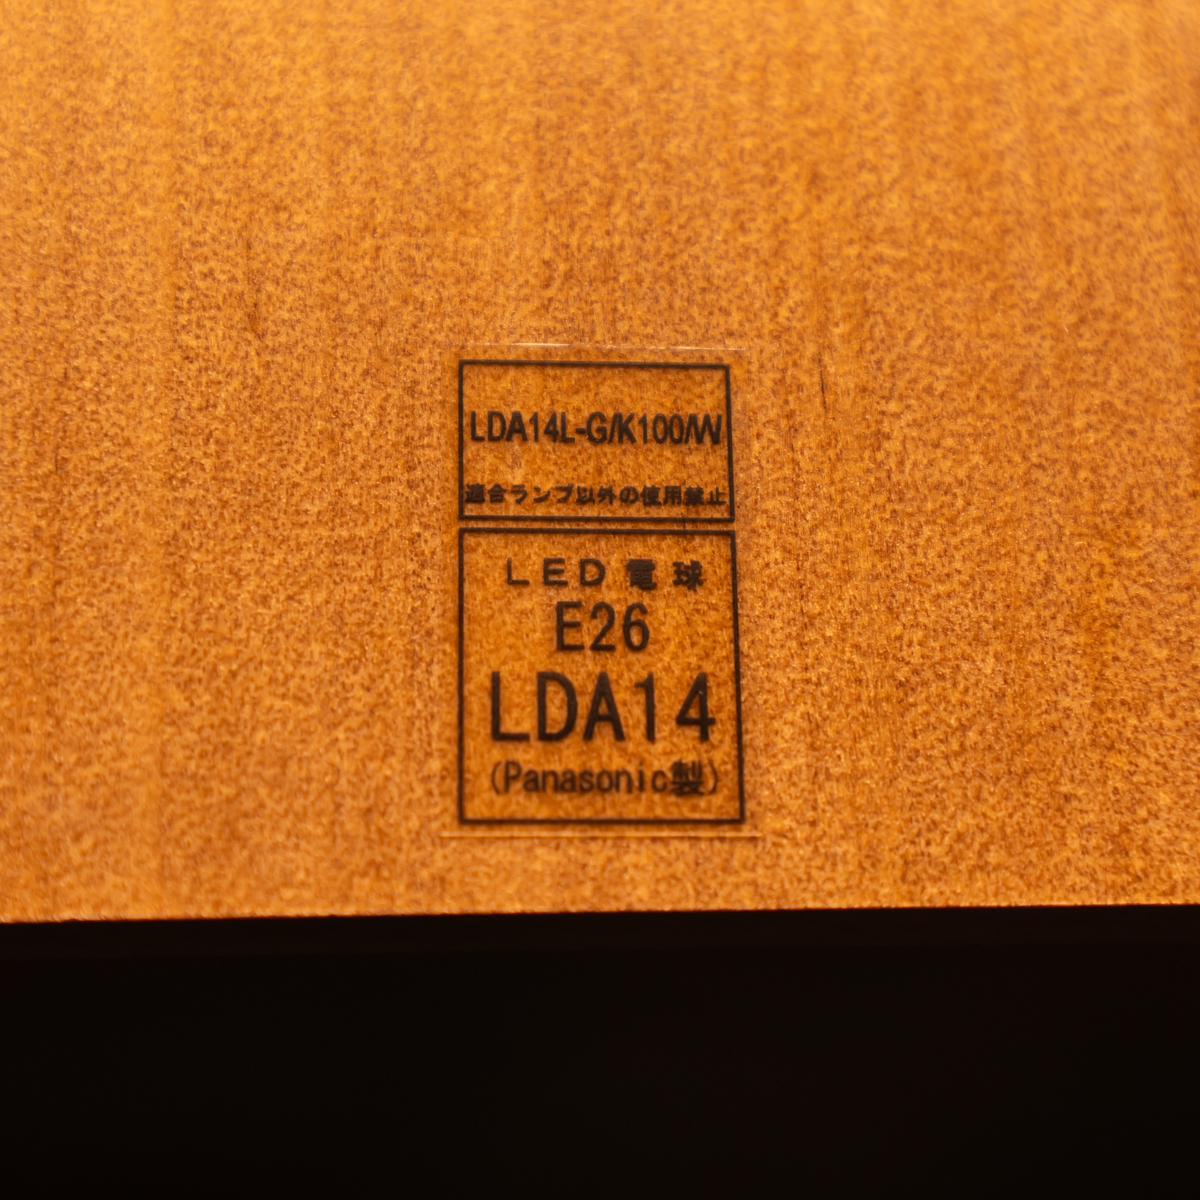 LDA14L-G/K100/W
適合ランプ以外の使用禁止
LED電球
E26
LDA14
(Panasonic製)